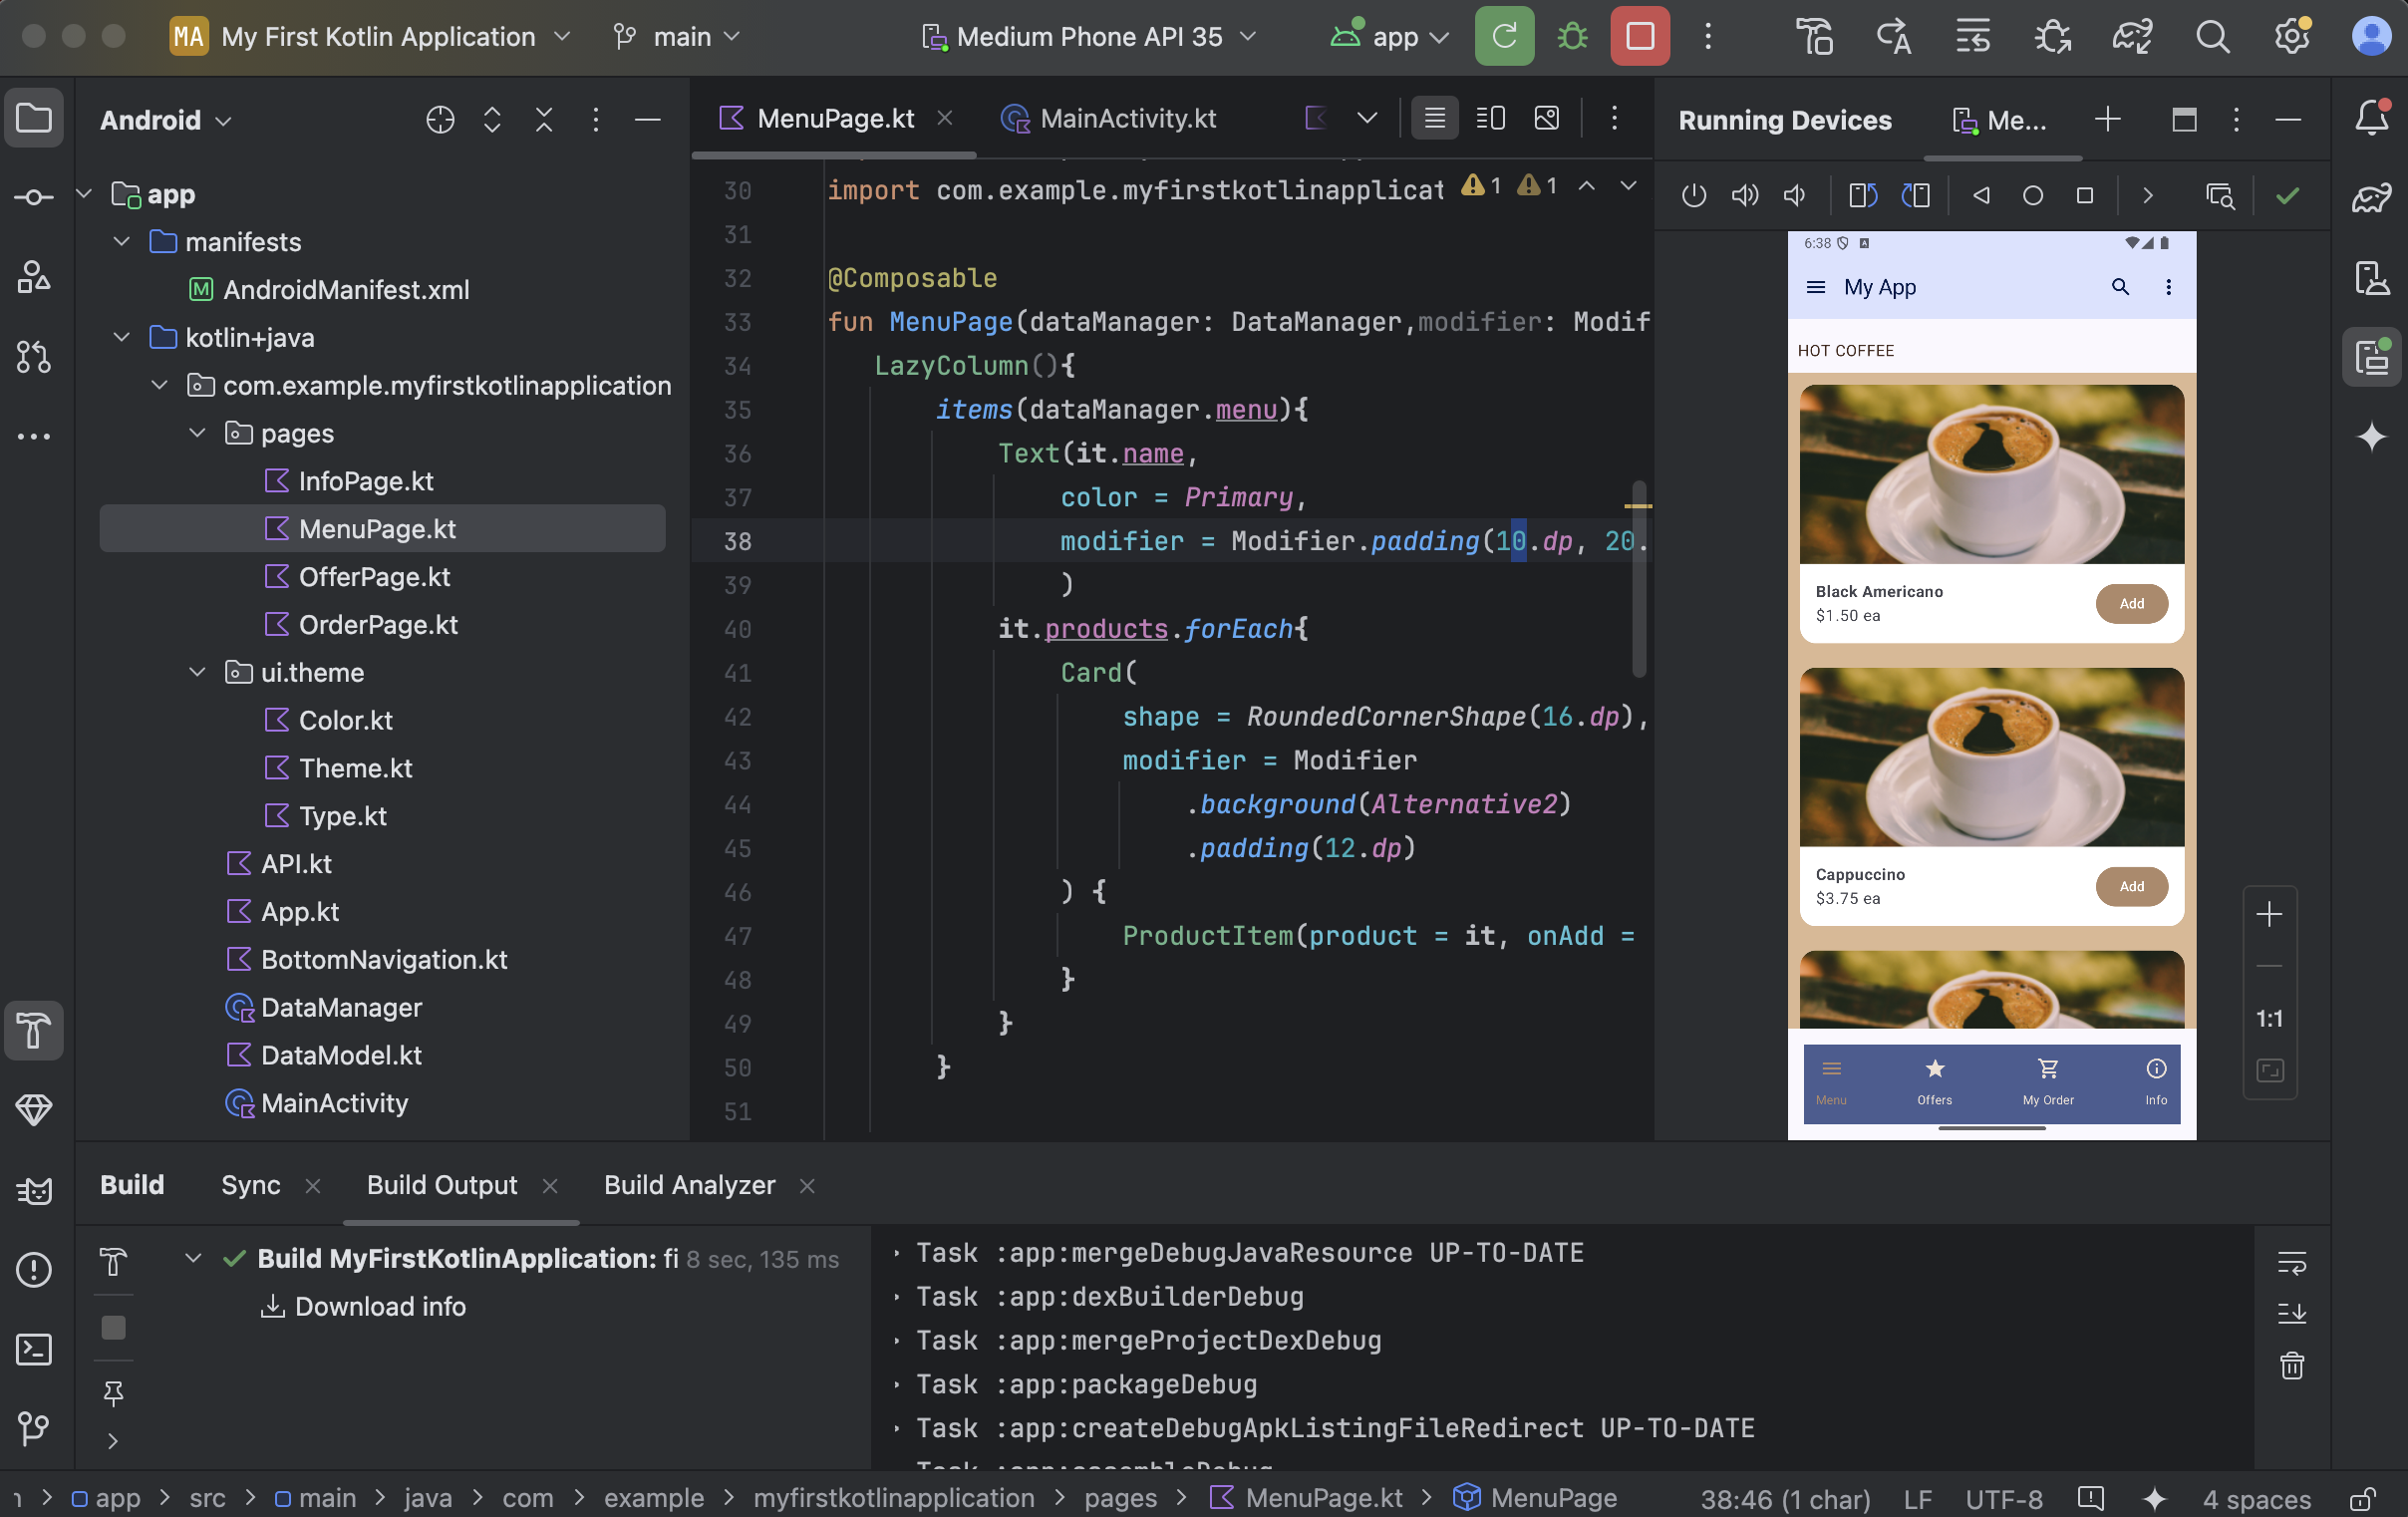 MA My First Kotlin Application main Medium Phone API 35 app
Android
app
manifests
AndroidManifest.xml
kotlin+java
com.example.myfirstkotlinapplication
pages
InfoPage.kt
MenuPage.kt
OfferPage.kt
OrderPage.kt
ui.theme
Color.kt
Theme.kt
Type.kt
API.kt
App.kt
BottomNavigation.kt
DataManager
DataModel.kt
MainActivity
MenuPage.kt MainActivity.kt
30 import com.example.myfirstkotlinapplicat 1 1
31
32 @Composable
33 fun MenuPage(dataManager: DataManager,modifier: Modif
34 LazyColumn(){
35 items(dataManager.menu){
36 Text(it.name,
37 color = Primary,
38 modifier = Modifier.padding(10.dp, 20.
39 )
40 it.products.forEach{
41 Card(
42 shape = RoundedCornerShape(16.dp),
43 modifier = Modifier
44 .background(Alternative2)
45 .padding(12.dp)
46 ) {
47 ProductItem(product = it, onAdd =
48 }
49 }
50 }
51
Running Devices Me...
6:38
My App
HOT COFFEE
Black Americano
$1.50 ea
Add
Cappuccino
$3.75 ea
Add
Menu Offers My Order Info
1:1
Build Sync Build Output Build Analyzer
Build MyFirstKotlinApplication: fi 8 sec, 135 ms
Download info
Task :app:mergeDebugJavaResource UP-TO-DATE
Task :app:dexBuilderDebug
Task :app:mergeProjectDexDebug
Task :app:packageDebug
Task :app:createDebugApkListingFileRedirect UP-TO-DATE
app > src > main > java > com > example > myfirstkotlinapplication > pages > MenuPage.kt > MenuPage 38:46 (1 char) LF UTF-8 4 spaces